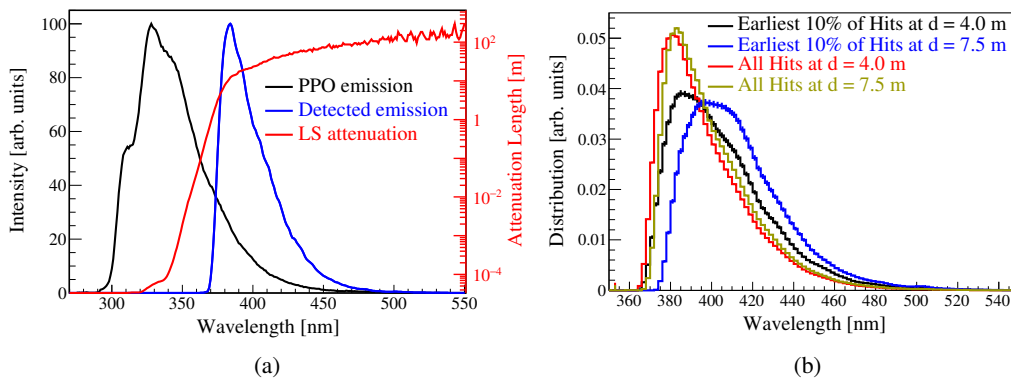 100
80
60
40
20
0
Intensity [arb. units]
300 350 400 450 500 550
Wavelength [nm]
PPO emission
Detected emission
LS attenuation
10²
1
10⁻²
10⁻⁴
Attenuation Length [m]
(a)
0.05
0.04
0.03
0.02
0.01
0
Distribution [arb. units]
360 380 400 420 440 460 480 500 520 540
Wavelength [nm]
Earliest 10% of Hits at d = 4.0 m
Earliest 10% of Hits at d = 7.5 m
All Hits at d = 4.0 m
All Hits at d = 7.5 m
(b)